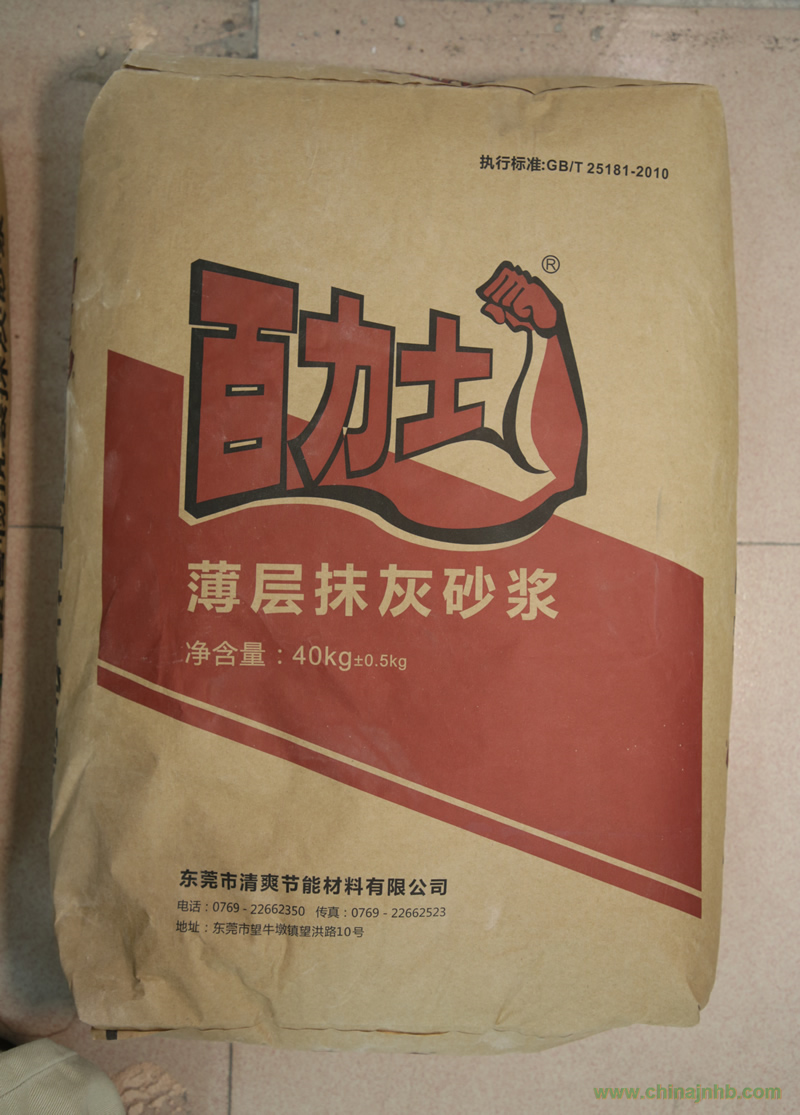 执行标准:GB/T 25181-2010
百力士®
薄层抹灰砂浆
净含量：40kg±0.5kg
东莞市清爽节能材料有限公司
电话：0769 - 22662350 传真：0769 - 22662523
地址：东莞市望牛墩镇望洪路10号
www.chinajnhb.com